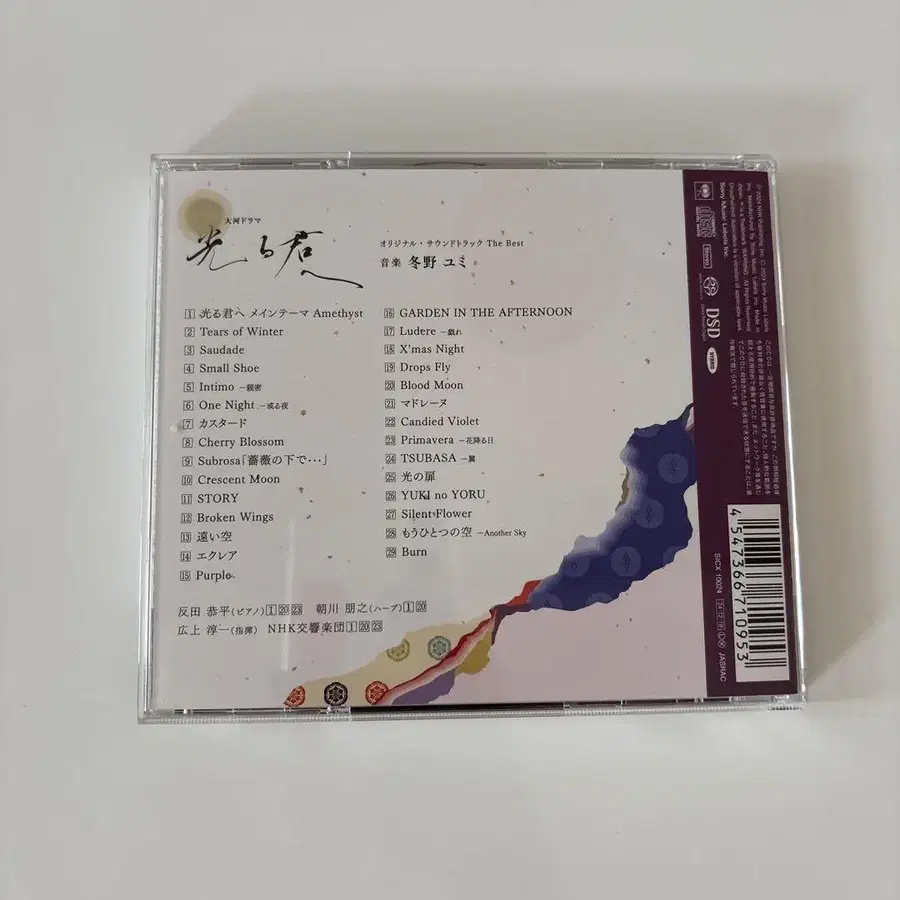 大河ドラマ
光る君へ
オリジナル・サウンドトラック The Best
音楽 冬野 ユミ
1 光る君へ メインテーマ Amethyst
2 Tears of Winter
3 Saudade
4 Small Shoe
5 Intimo −親密
6 One Night −或る夜
7 カスタード
8 Cherry Blossom
9 Subrosa「薔薇の下で・・・」
10 Crescent Moon
11 STORY
12 Broken Wings
13 遠い空
14 エクレア
15 Purple
16 GARDEN IN THE AFTERNOON
17 Ludere −戯れ
18 X'mas Night
19 Drops Fly
20 Blood Moon
21 マドレーヌ
22 Candied Violet
23 Primavera −花降る日
24 TSUBASA −翼
25 光の扉
26 YUKI no YORU
27 Silent Flower
28 もうひとつの空 −Another Sky
29 Burn
反田 恭平(ピアノ)1 20 23 朝川 朋之(ハープ)1 20
広上 淳一(指揮) NHK交響楽団 1 20 23
Sony Music Labels Inc.
Stereo
DSD
HYBRID
4 547366 710953
SICX 10024
24・12・18
JASRAC